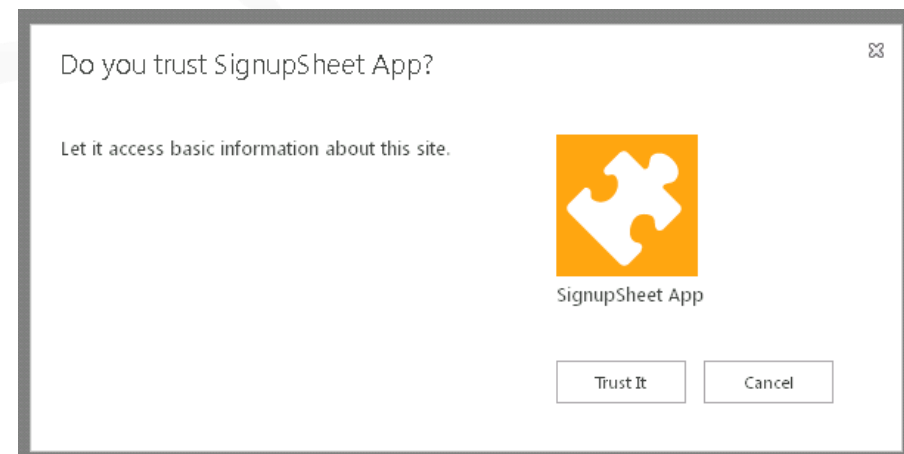 Do you trust SignupSheet App?
Let it access basic information about this site.
SignupSheet App
Trust It
Cancel